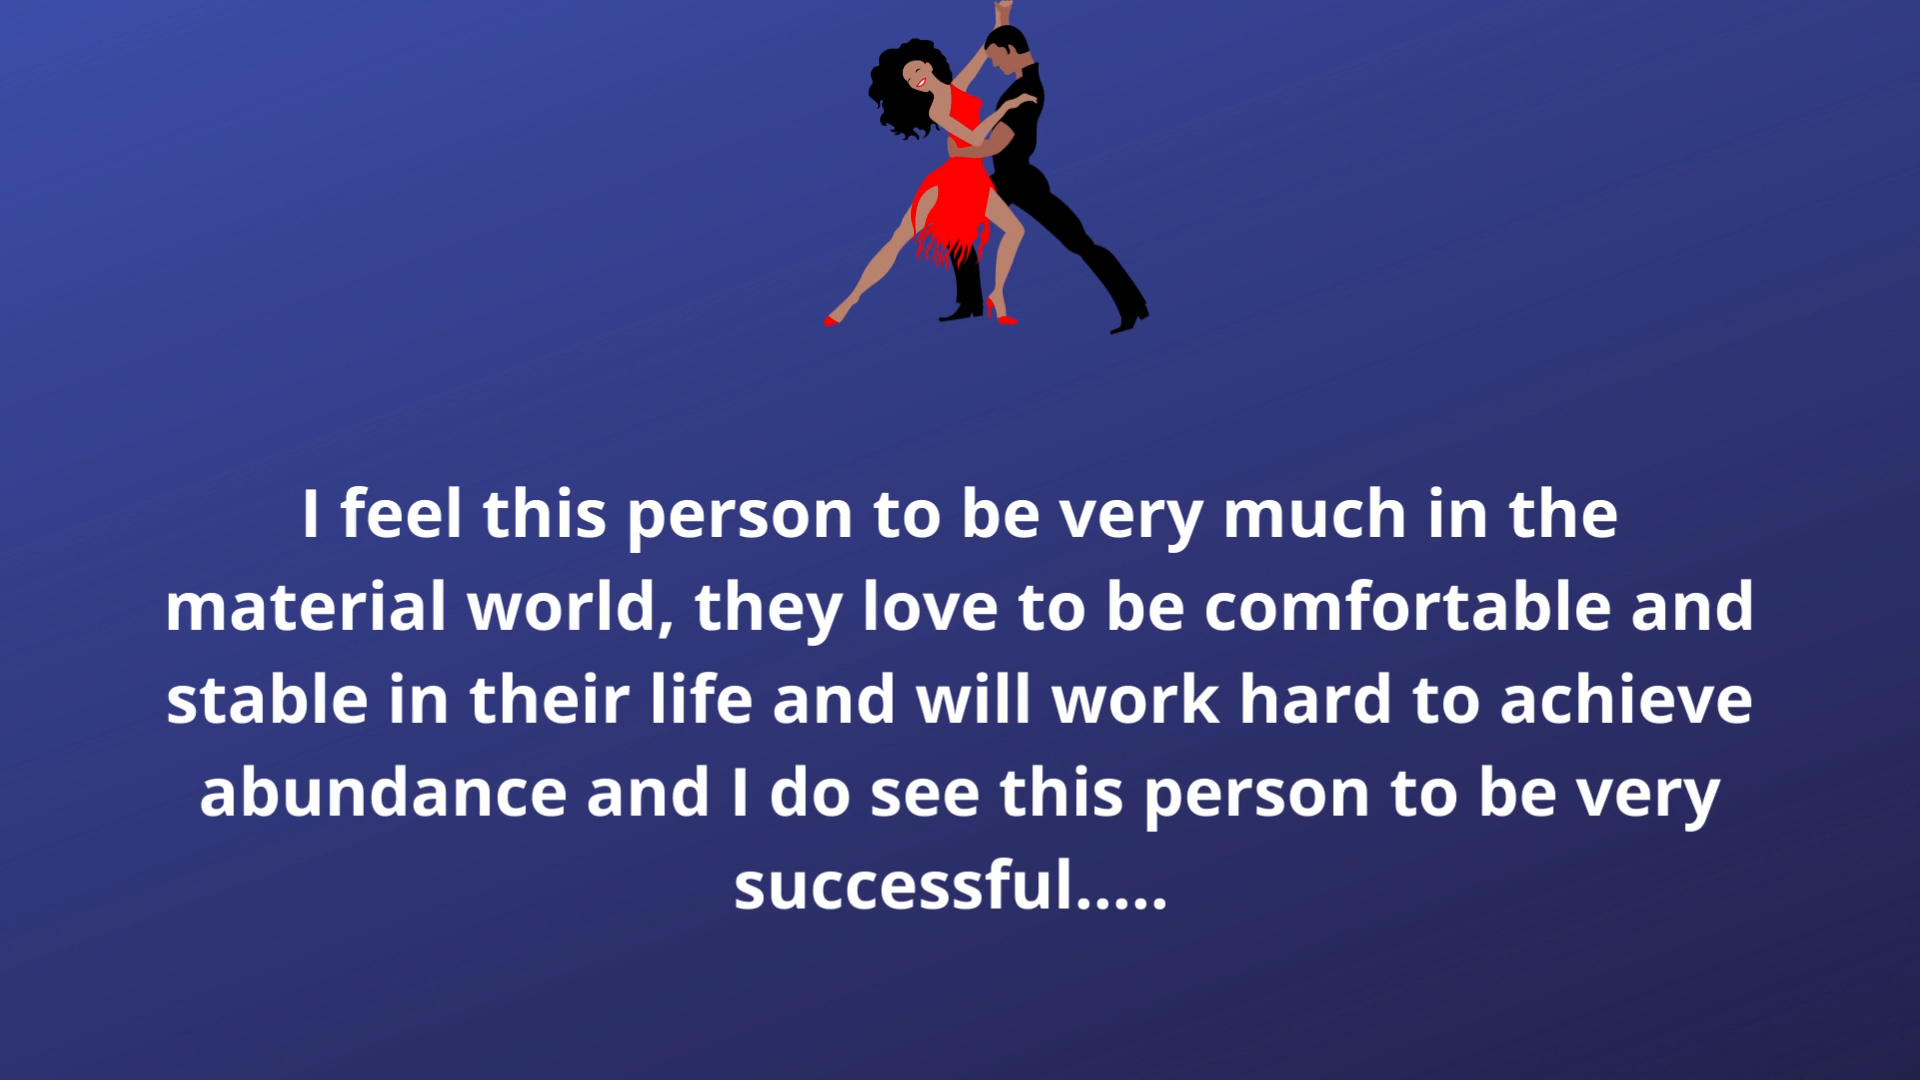 I feel this person to be very much in the
material world, they love to be comfortable and
stable in their life and will work hard to achieve
abundance and I do see this person to be very
successful.....